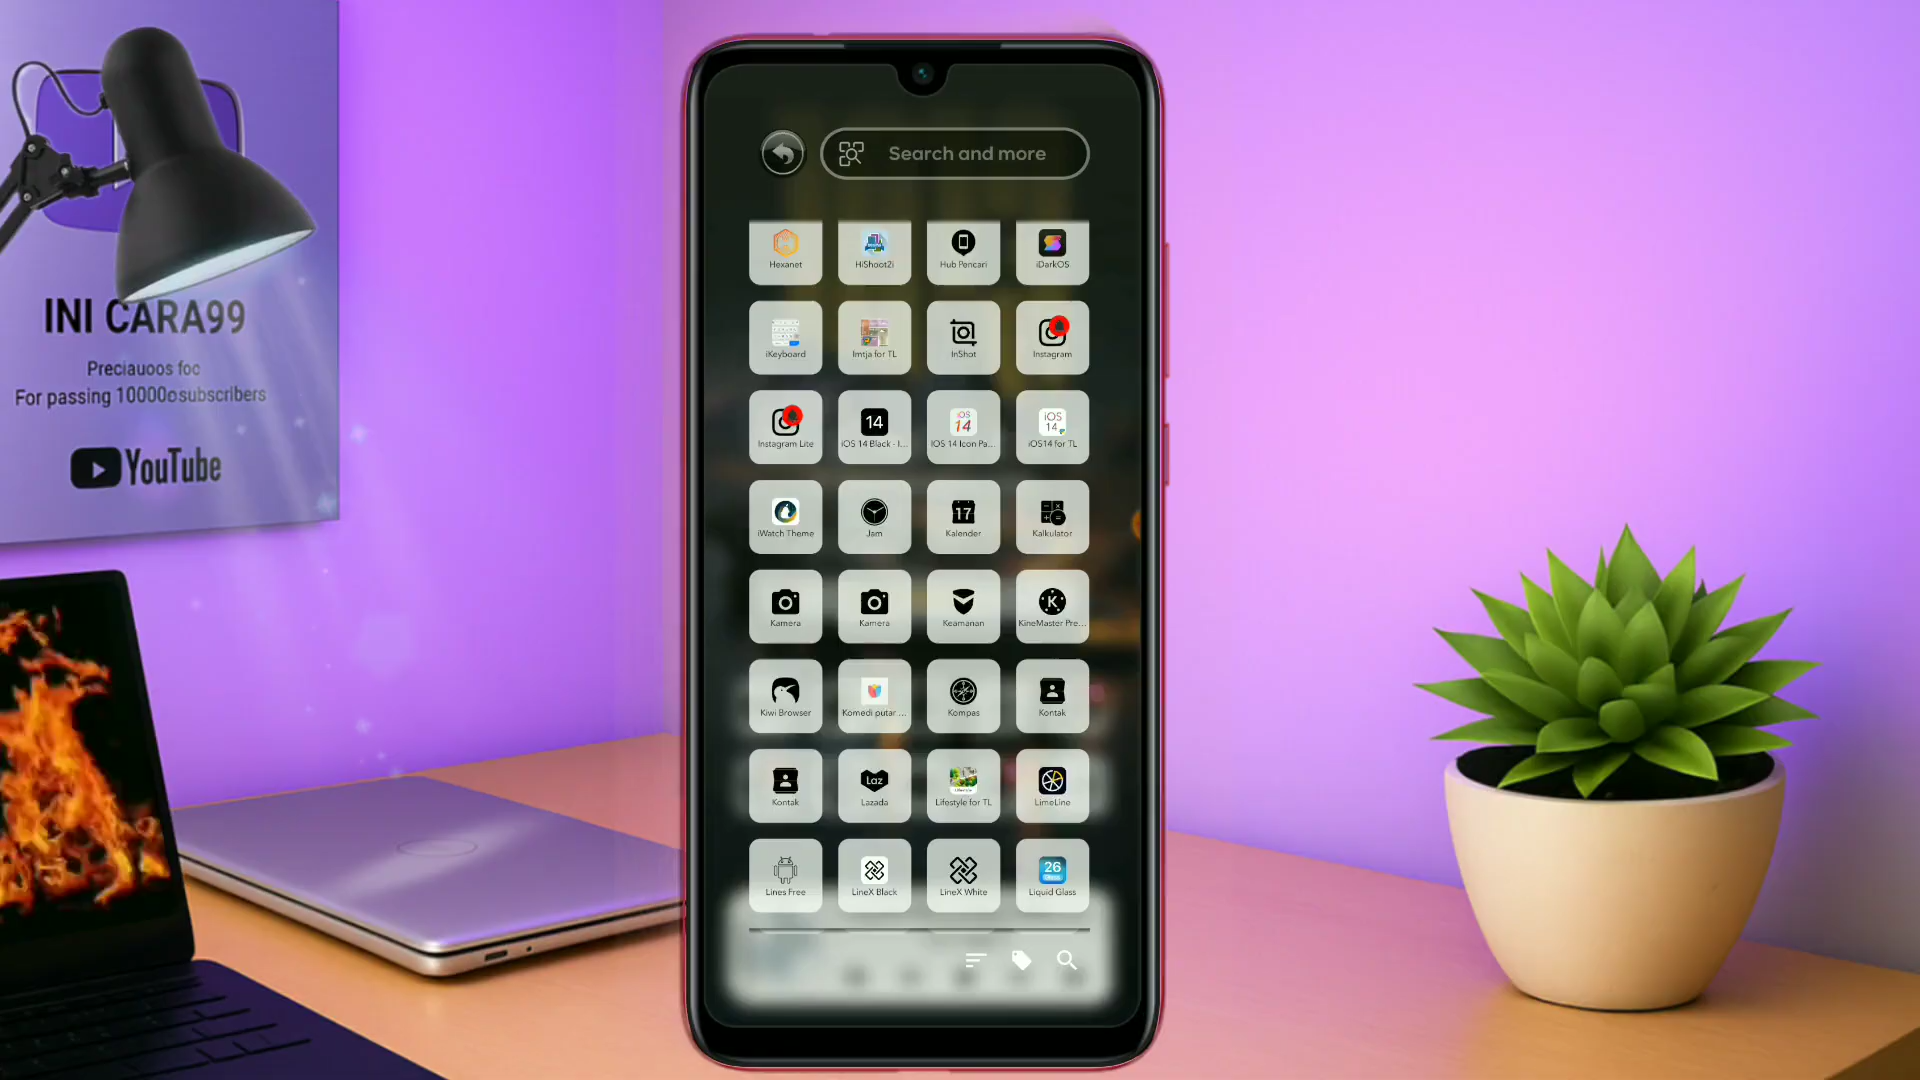 INI CARA99
Preciauoos foc
For passing 10000osubscribers
YouTube
Search and more
Hexanet
HiShoot2i
Hub Pencari
iDarkOS
iKeyboard
Imtja for TL
InShot
Instagram
Instagram Lite
14
iOS 14 Black - I...
iOS
14
iOS 14 Icon Pa...
iOS
14
iOS14 for TL
iWatch Theme
Jam
17
Kalender
Kalkulator
Kamera
Kamera
Keamanan
K
KineMaster Pre...
Kiwi Browser
Komedi putar ...
Kompas
Kontak
Kontak
Laz
Lazada
Lifestyle for TL
LimeLine
Lines Free
LineX Black
LineX White
26
Liquid Glass